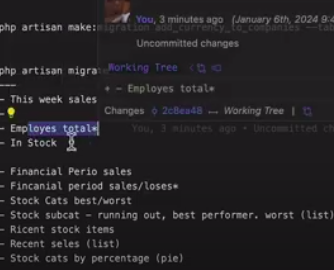 php artisan make:migration add_currency_to_companies --tab
You, 3 minutes ago (January 6th, 2024 9:4
Uncommitted changes
Working Tree
+ - Employes total*
Changes 2c8ea48 ↔ Working Tree
php artisan migra
- This week sales
-
- Employes total*
You, 3 minutes ago • Uncommitted ch
- In Stock
- Financial Perio sales
- Fincanial period sales/loses*
- Stock Cats best/worst
- Stock subcat - running out, best performer. worst (list)
- Ricent stock items
- Recent seles (list)
- Stock cats by percentage (pie)